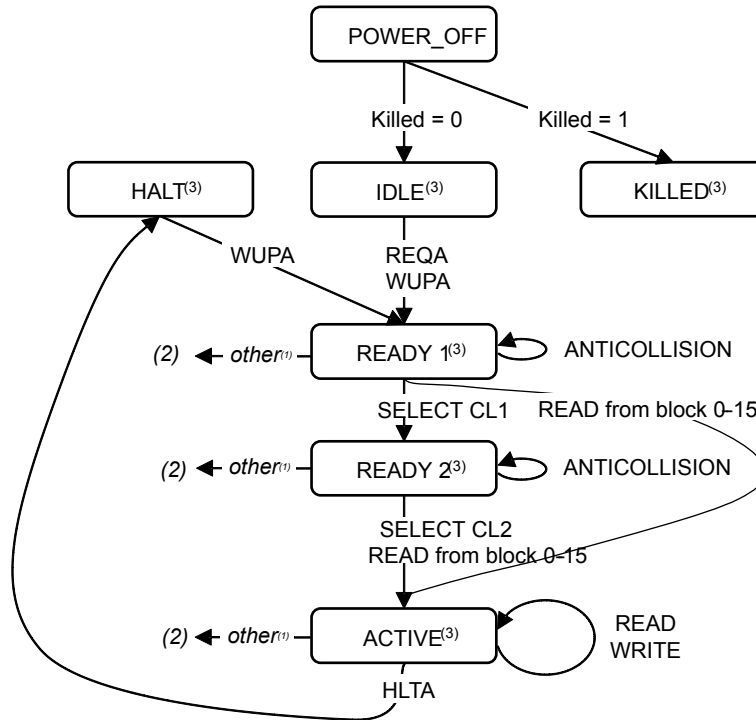 POWER_OFF
Killed = 0
Killed = 1
HALT(3)
IDLE(3)
KILLED(3)
WUPA
REQA
WUPA
(2)
other(1)
READY 1(3)
ANTICOLLISION
SELECT CL1
READ from block 0-15
(2)
other(1)
READY 2(3)
ANTICOLLISION
SELECT CL2
READ from block 0-15
(2)
other(1)
ACTIVE(3)
READ
WRITE
HLTA